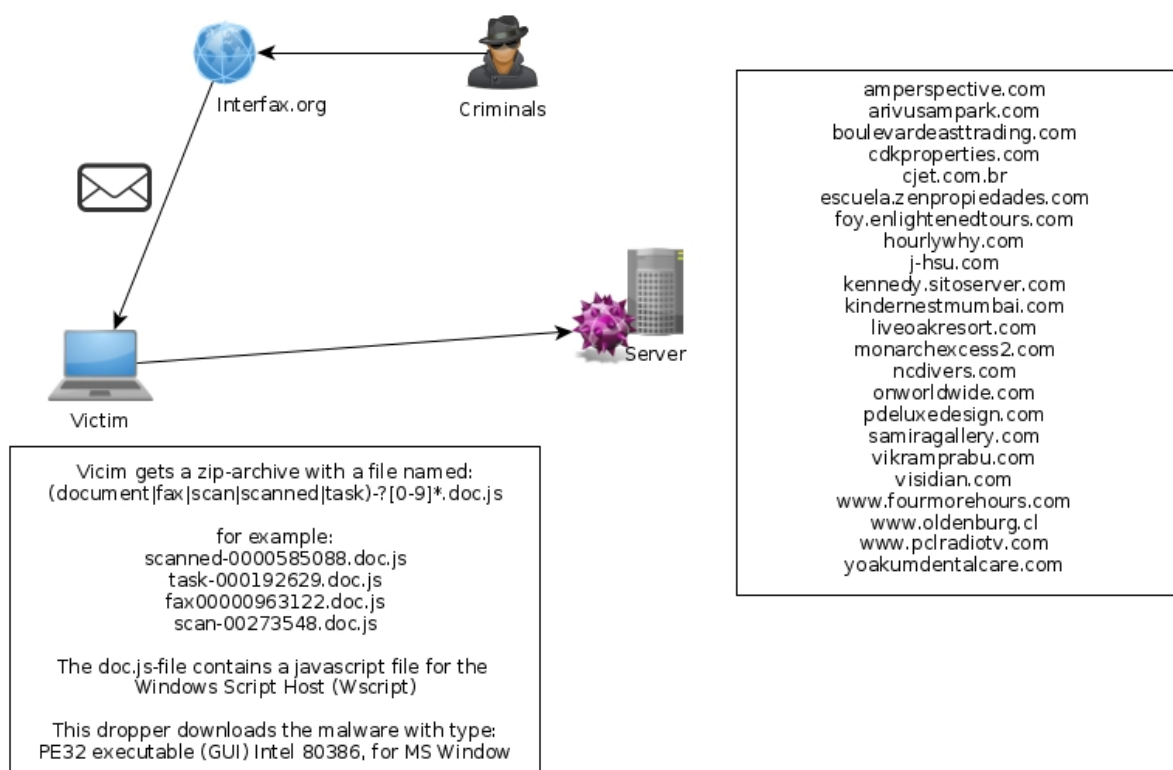 Interfax.org
Criminals
Server
Victim
Vicim gets a zip-archive with a file named:
(document|fax|scan|scanned|task)-?[0-9]*.doc.js
for example:
scanned-0000585088.doc.js
task-000192629.doc.js
fax00000963122.doc.js
scan-00273548.doc.js
The doc.js-file contains a javascript file for the
Windows Script Host (Wscript)
This dropper downloads the malware with type:
PE32 executable (GUI) Intel 80386, for MS Window
amperspective.com
arivusampark.com
boulevardeasttrading.com
cdkproperties.com
cjet.com.br
escuela.zenpropiedades.com
foy.enlightenedtours.com
hourlywhy.com
j-hsu.com
kennedy.sitoserver.com
kindernestmumbai.com
liveoakresort.com
monarchexcess2.com
ncdivers.com
onworldwide.com
pdeluxedesign.com
samiragallery.com
vikramprabu.com
visidian.com
www.fourmorehours.com
www.oldenburg.cl
www.pclradiotv.com
yoakumdentalcare.com